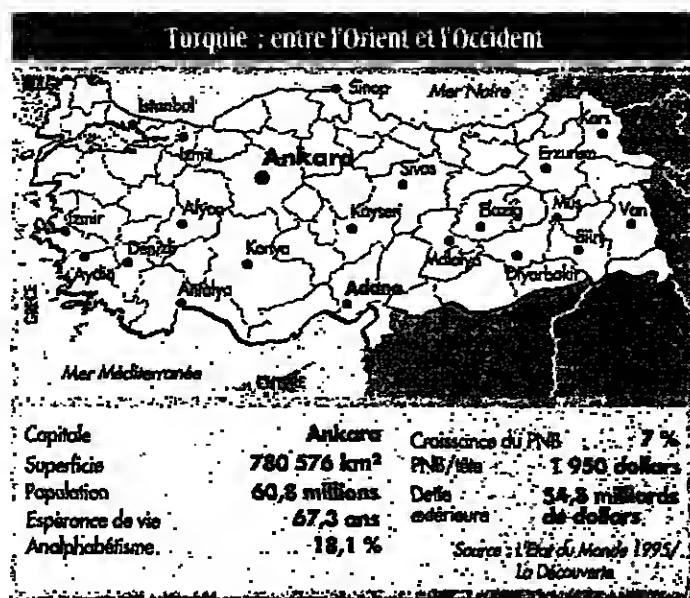 Turquie : entre l'Orient et l'Occident
Sinop
Mer Noire
Istanbul
Kars
Izmit
Ankara
Erzurum
Sivas
Izmir
Afyon
Kayseri
Elazig
Mus
Van
Denizli
Konya
Malatya
Siirt
Aydin
Diyarbakir
Antalya
Adana
GRECE
Mer Méditerranée
Capitale Ankara
Superficie 780 576 km²
Population 60,8 millions
Espérance de vie 67,3 ans
Analphabétisme 18,1 %
Croissance du PNB 7 %
PNB/tête 1 950 dollars
Dette 54,8 milliards
extérieure de dollars
Source : L'Etat du Monde 1995/
La Découverte